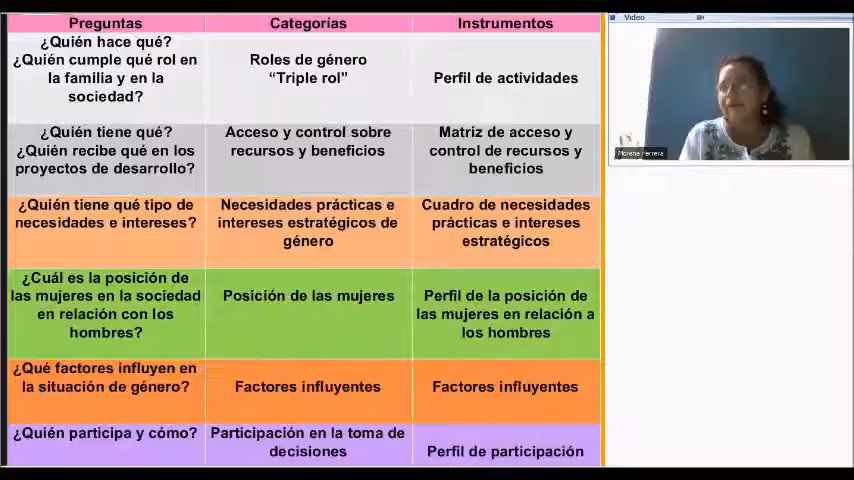 Preguntas
Categorías
Instrumentos
¿Quién hace qué?
¿Quién cumple qué rol en
la familia y en la
sociedad?
Roles de género
“Triple rol”
Perfil de actividades
¿Quién tiene qué?
¿Quién recibe qué en los
proyectos de desarrollo?
Acceso y control sobre
recursos y beneficios
Matriz de acceso y
control de recursos y
beneficios
¿Quién tiene qué tipo de
necesidades e intereses?
Necesidades prácticas e
intereses estratégicos de
género
Cuadro de necesidades
prácticas e intereses
estratégicos
¿Cuál es la posición de
las mujeres en la sociedad
en relación con los
hombres?
Posición de las mujeres
Perfil de la posición de
las mujeres en relación a
los hombres
¿Qué factores influyen en
la situación de género?
Factores influyentes
Factores influyentes
¿Quién participa y cómo?
Participación en la toma de
decisiones
Perfil de participación
Video
Morena Herrera